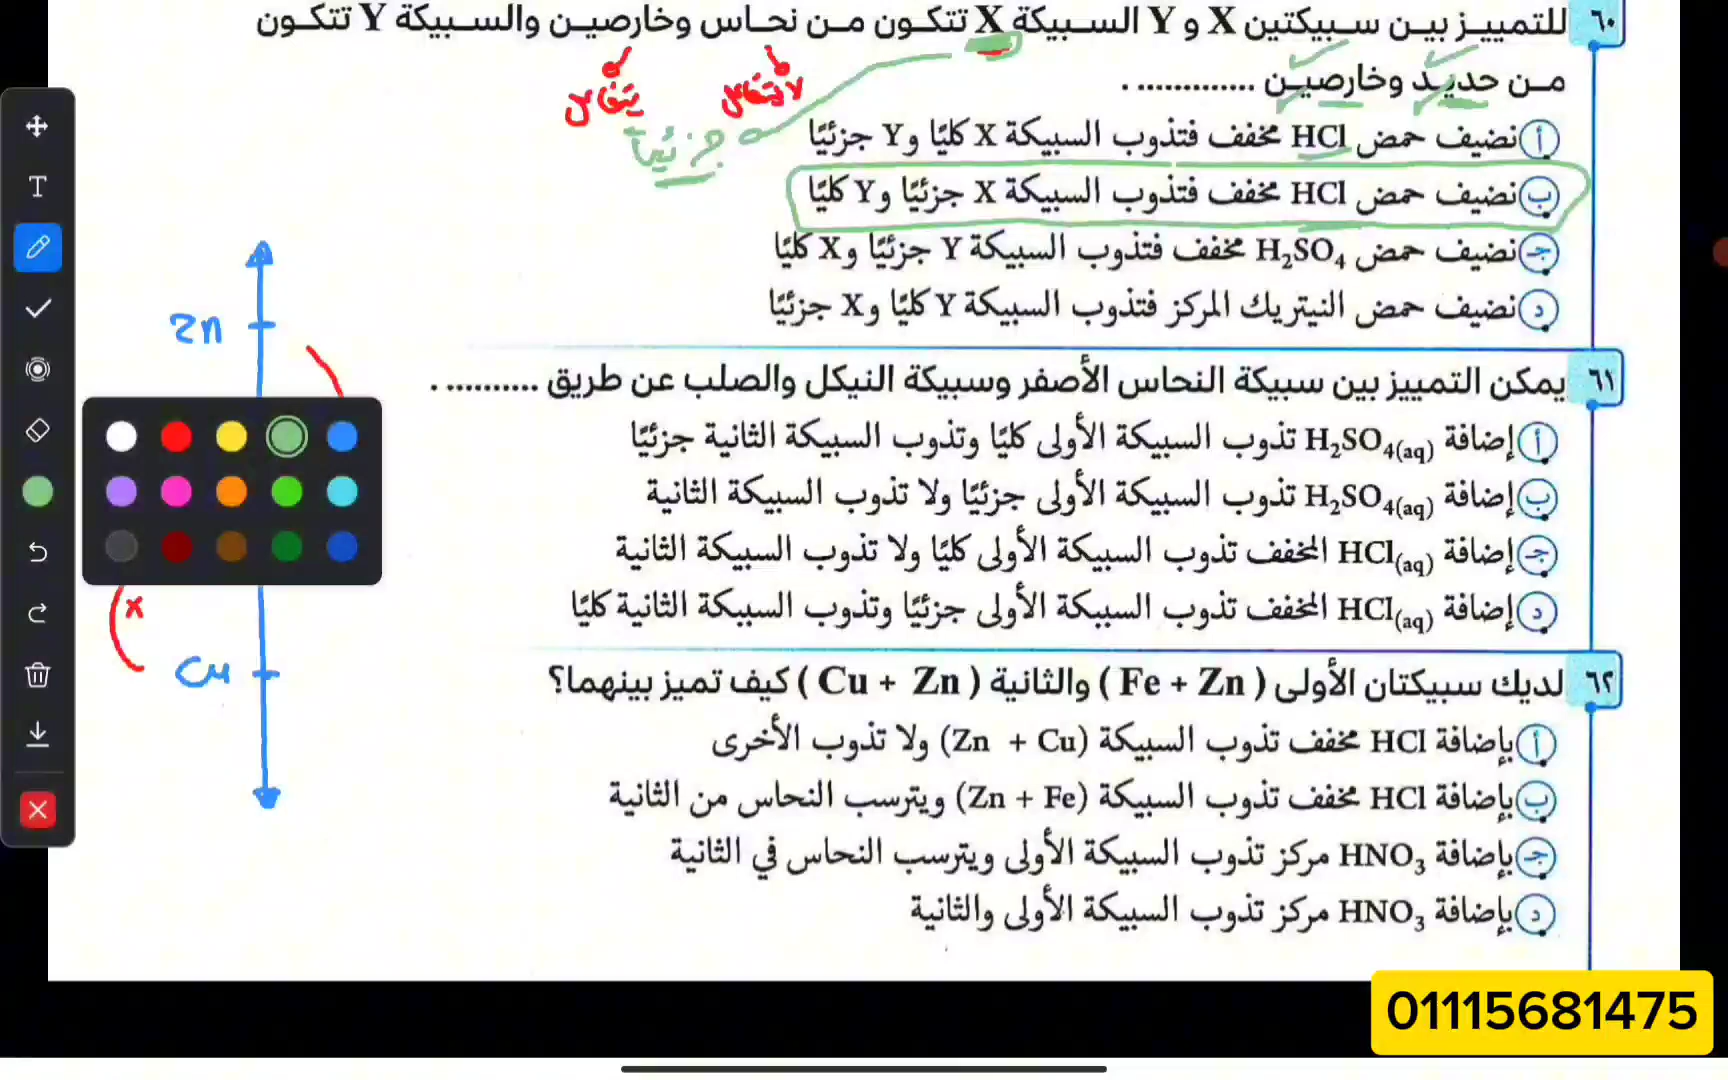 ٦٠ للتمييز بين سبيكتين X و Y السبيكة X تتكون من نحاس وخارصين والسبيكة Y تتكون
لا تتفاعل
يتفاعل
من حديد وخارصين ............. .
جزئيًا
أ نضيف حمض HCl مخفف فتذوب السبيكة X كليًا و Y جزئيًا
ب نضيف حمض HCl مخفف فتذوب السبيكة X جزئيًا و Y كليًا
جـ نضيف حمض H₂SO₄ مخفف فتذوب السبيكة Y جزئيًا و X كليًا
د نضيف حمض النيتريك المركز فتذوب السبيكة Y كليًا و X جزئيًا
Zn
٦١ يمكن التمييز بين سبيكة النحاس الأصفر وسبيكة النيكل والصلب عن طريق .......... .
أ إضافة H₂SO₄(aq) تذوب السبيكة الأولى كليًا وتذوب السبيكة الثانية جزئيًا
ب إضافة H₂SO₄(aq) تذوب السبيكة الأولى جزئيًا ولا تذوب السبيكة الثانية
جـ إضافة HCl(aq) المخفف تذوب السبيكة الأولى كليًا ولا تذوب السبيكة الثانية
د إضافة HCl(aq) المخفف تذوب السبيكة الأولى جزئيًا وتذوب السبيكة الثانية كليًا
x
Cu
٦٢ لديك سبيكتان الأولى ( Fe + Zn ) والثانية ( Cu + Zn ) كيف تميز بينهما؟
أ بإضافة HCl مخفف تذوب السبيكة (Zn + Cu) ولا تذوب الأخرى
ب بإضافة HCl مخفف تذوب السبيكة (Zn + Fe) ويترسب النحاس من الثانية
جـ بإضافة HNO₃ مركز تذوب السبيكة الأولى ويترسب النحاس في الثانية
د بإضافة HNO₃ مركز تذوب السبيكة الأولى والثانية
T
01115681475